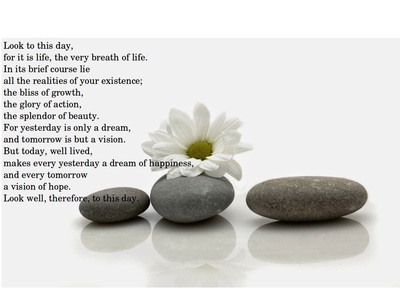 Look to this day,
for it is life, the very breath of life.
In its brief course lie
all the realities of your existence;
the bliss of growth,
the glory of action,
the splendor of beauty.
For yesterday is only a dream,
and tomorrow is but a vision.
But today, well lived,
makes every yesterday a dream of happiness,
and every tomorrow
a vision of hope.
Look well, therefore, to this day.